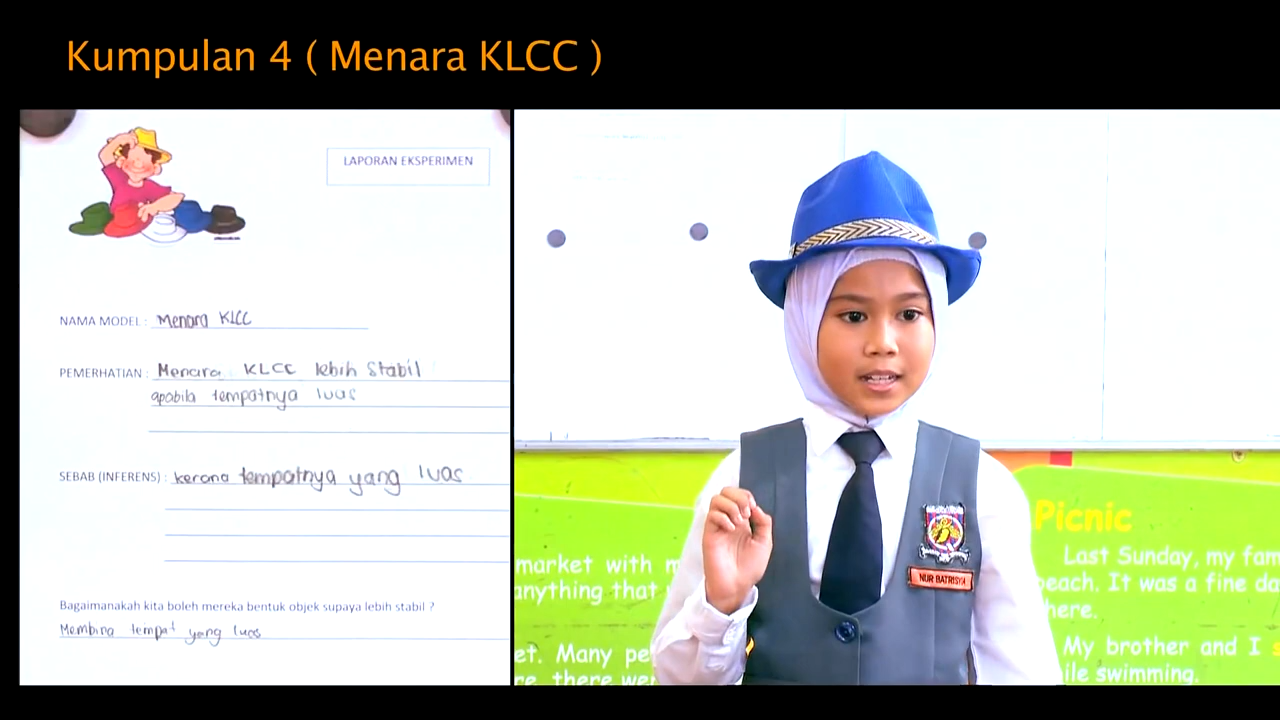 Kumpulan 4 ( Menara KLCC )
LAPORAN EKSPERIMEN
NAMA MODEL : Menara KLCC
PEMERHATIAN : Menara KLCC lebih Stabil
apabila tempatnya luas
SEBAB (INFERENS) : kerana tempatnya yang luas
Bagaimanakah kita boleh mereka bentuk objek supaya lebih stabil ?
Membina tempat yang luas
NUR BATRISYA
market with
anything that
et. Many
re, there were
Picnic
Last Sunday, my fam
beach. It was a fine da
here.
My brother and I
ile swimming.